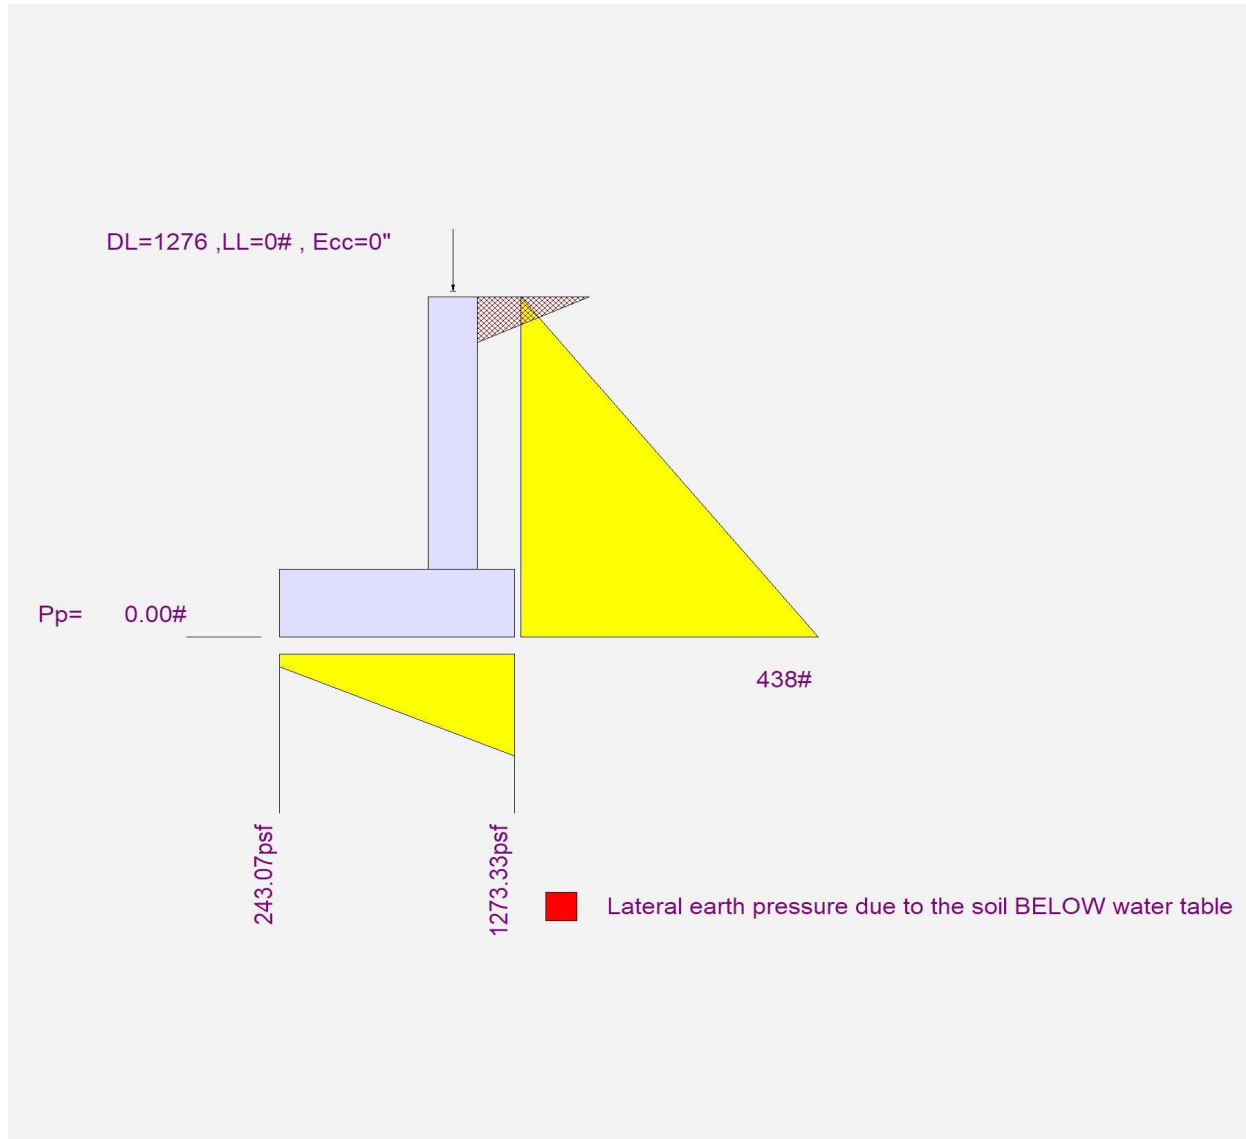 DL=1276 ,LL=0# , Ecc=0"
Pp= 0.00#
438#
243.07psf
1273.33psf
Lateral earth pressure due to the soil BELOW water table